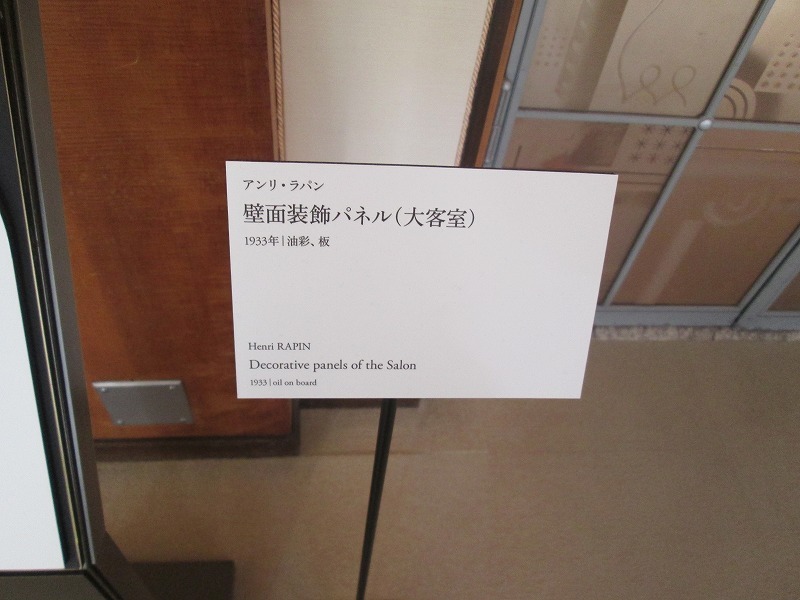 アンリ・ラパン
壁面装飾パネル（大客室）
1933年｜油彩、板
Henri RAPIN
Decorative panels of the Salon
1933｜oil on board